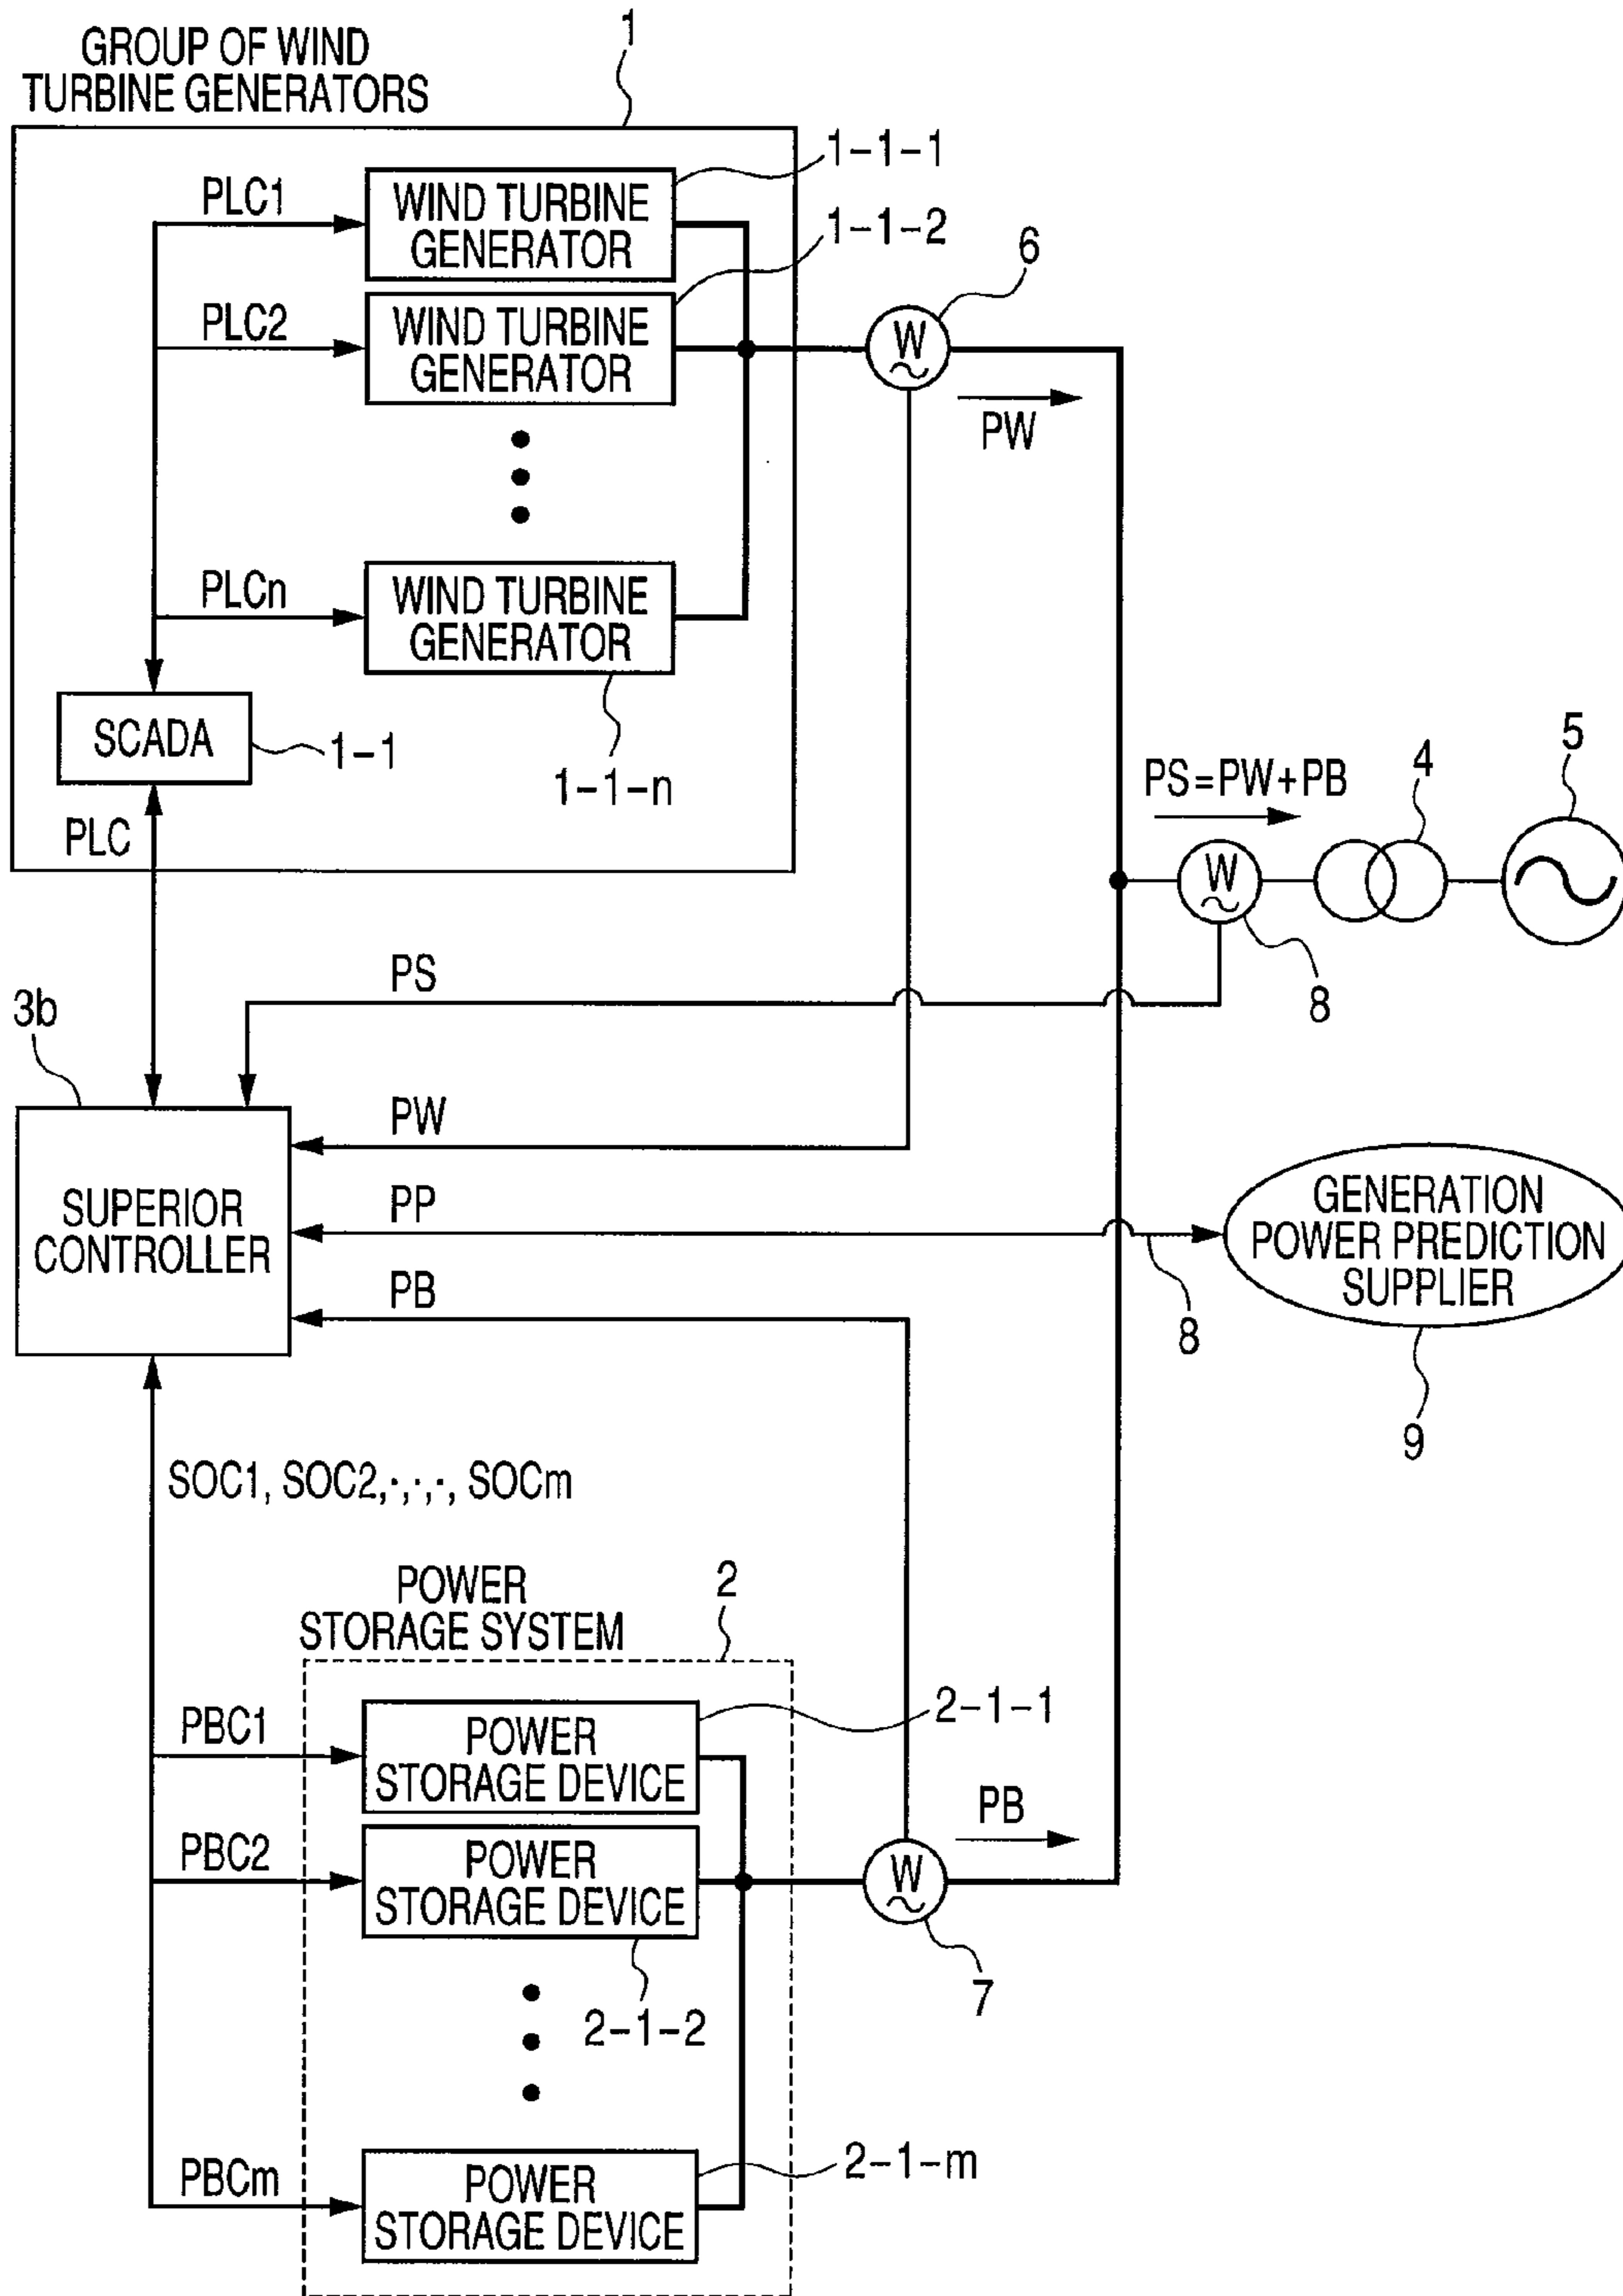 GROUP OF WIND
TURBINE GENERATORS
1
PLC1
WIND TURBINE
GENERATOR
1-1-1
PLC2
WIND TURBINE
GENERATOR
1-1-2
6
W
PW
PLCn
WIND TURBINE
GENERATOR
1-1-n
SCADA
1-1
PLC
PS=PW+PB
4
5
W
8
PS
3b
SUPERIOR
CONTROLLER
PW
PP
8
GENERATION
POWER PREDICTION
SUPPLIER
9
PB
SOC1, SOC2,·,·,·, SOCm
POWER
STORAGE SYSTEM
2
PBC1
POWER
STORAGE DEVICE
2-1-1
PBC2
POWER
STORAGE DEVICE
2-1-2
W
PB
7
PBCm
POWER
STORAGE DEVICE
2-1-m